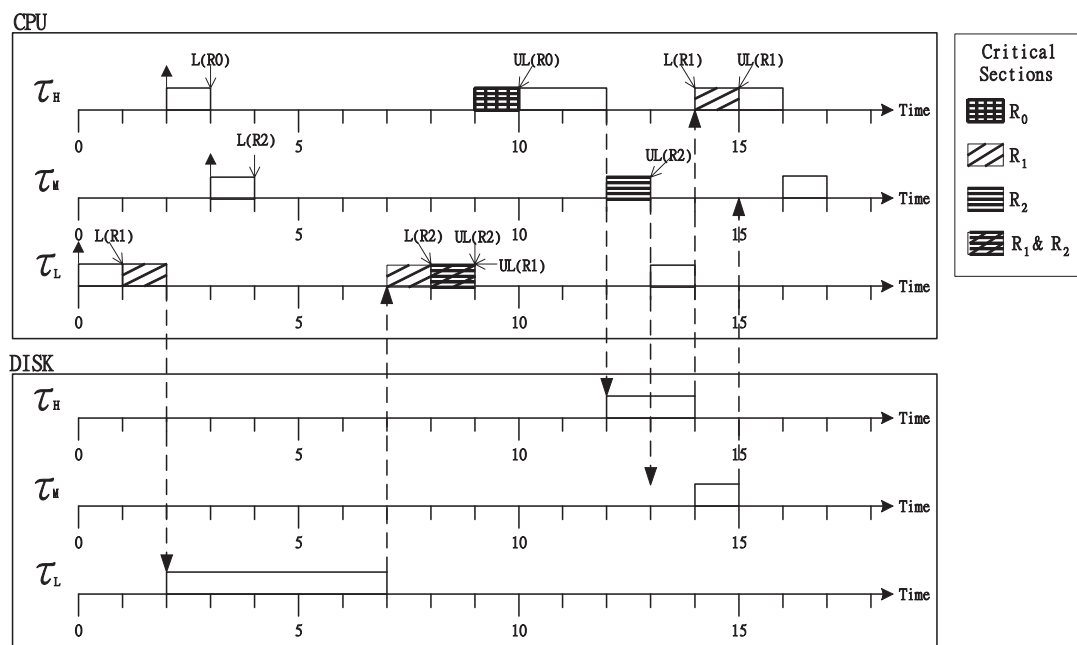 CPU
L(R0) UL(R0) L(R1) UL(R1)
τH Time
0 5 10 15
L(R2) UL(R2)
τM Time
0 5 10 15
L(R1) L(R2) UL(R2)
UL(R1)
τL Time
0 5 10 15
DISK
τH Time
0 5 10 15
τM Time
0 5 10 15
τL Time
0 5 10 15
Critical
Sections
R0
R1
R2
R1 & R2